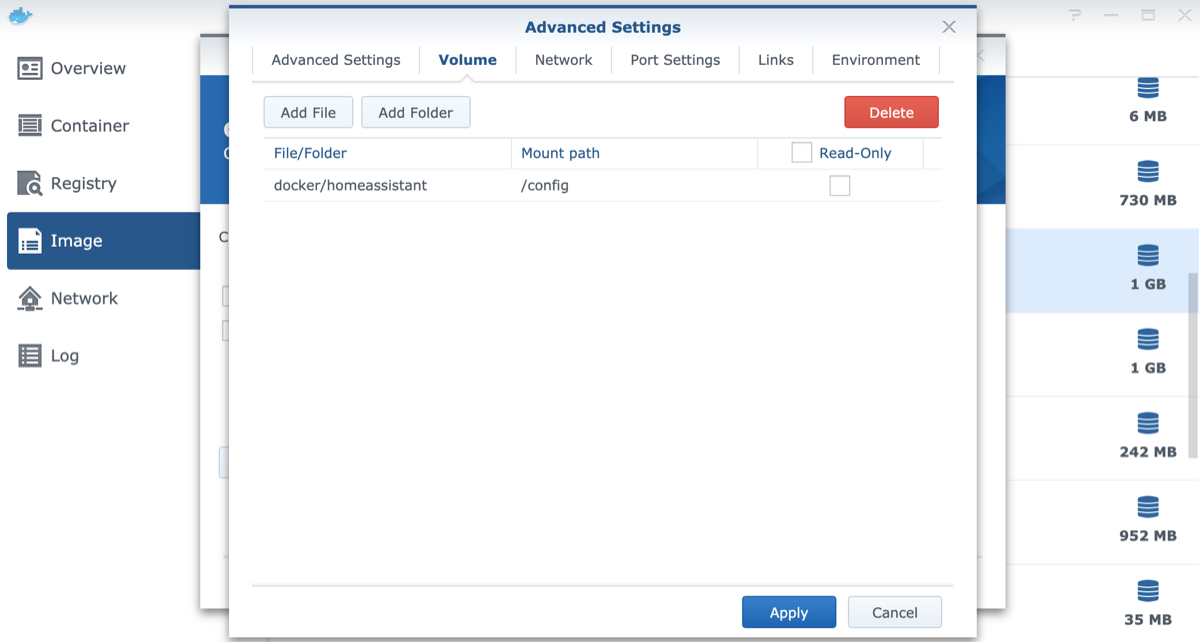 Advanced Settings
Overview
Container
Registry
Image
Network
Log
Advanced Settings Volume Network Port Settings Links Environment
Add File Add Folder Delete
File/Folder Mount path Read-Only
docker/homeassistant /config
Apply Cancel
6 MB
730 MB
1 GB
1 GB
242 MB
952 MB
35 MB